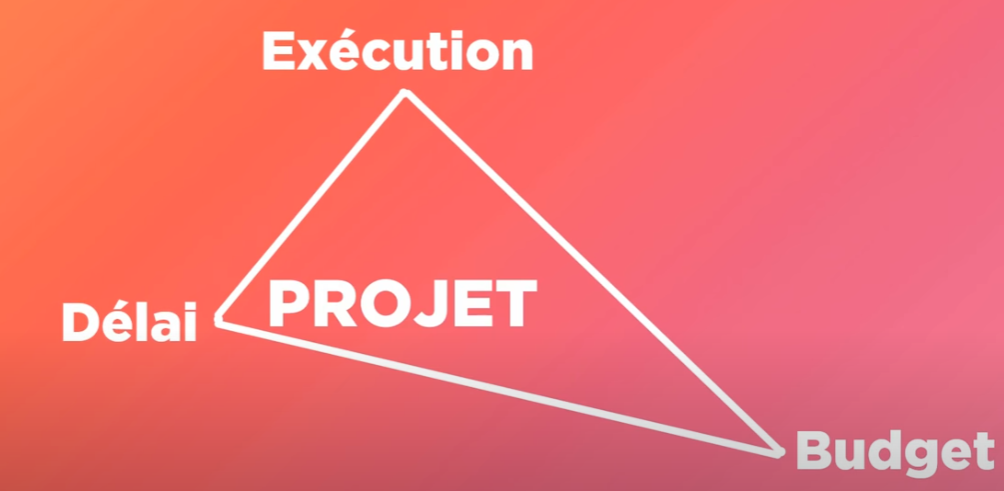 Exécution
PROJET
Délai
Budget